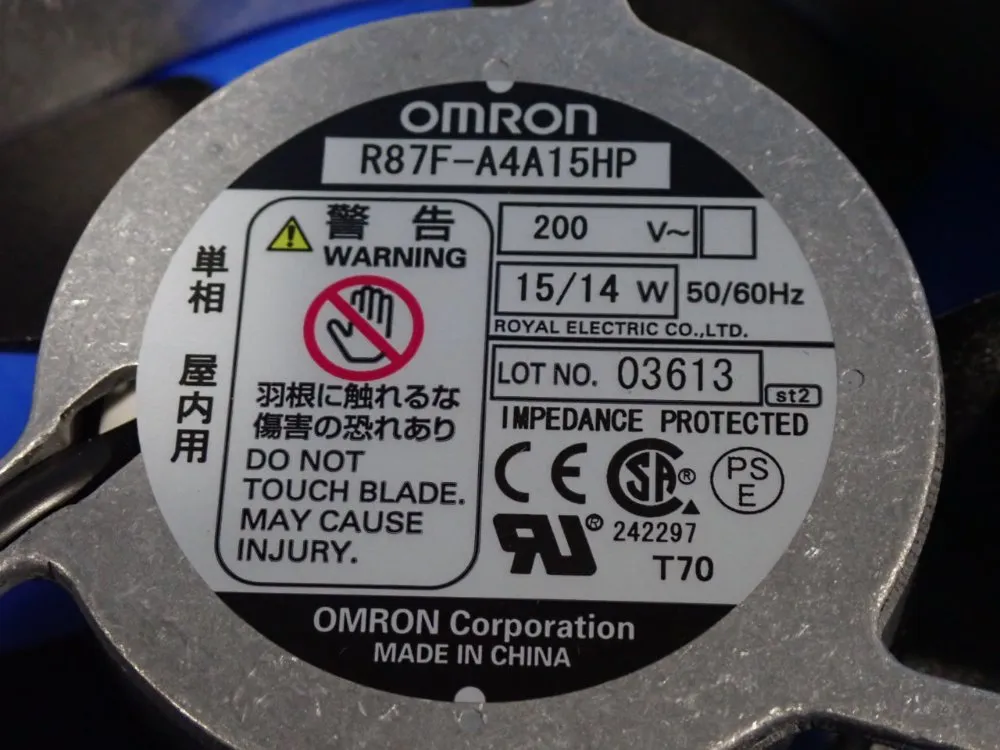 OMRON
R87F-A4A15HP
単相 屋内用
警 告
WARNING
羽根に触れるな
傷害の恐れあり
DO NOT
TOUCH BLADE.
MAY CAUSE
INJURY.
200 V~
15/14 W 50/60Hz
ROYAL ELECTRIC CO.,LTD.
LOT NO. 03613 st2
IMPEDANCE PROTECTED
CE SA® PS
E
RU® 242297
T70
OMRON Corporation
MADE IN CHINA